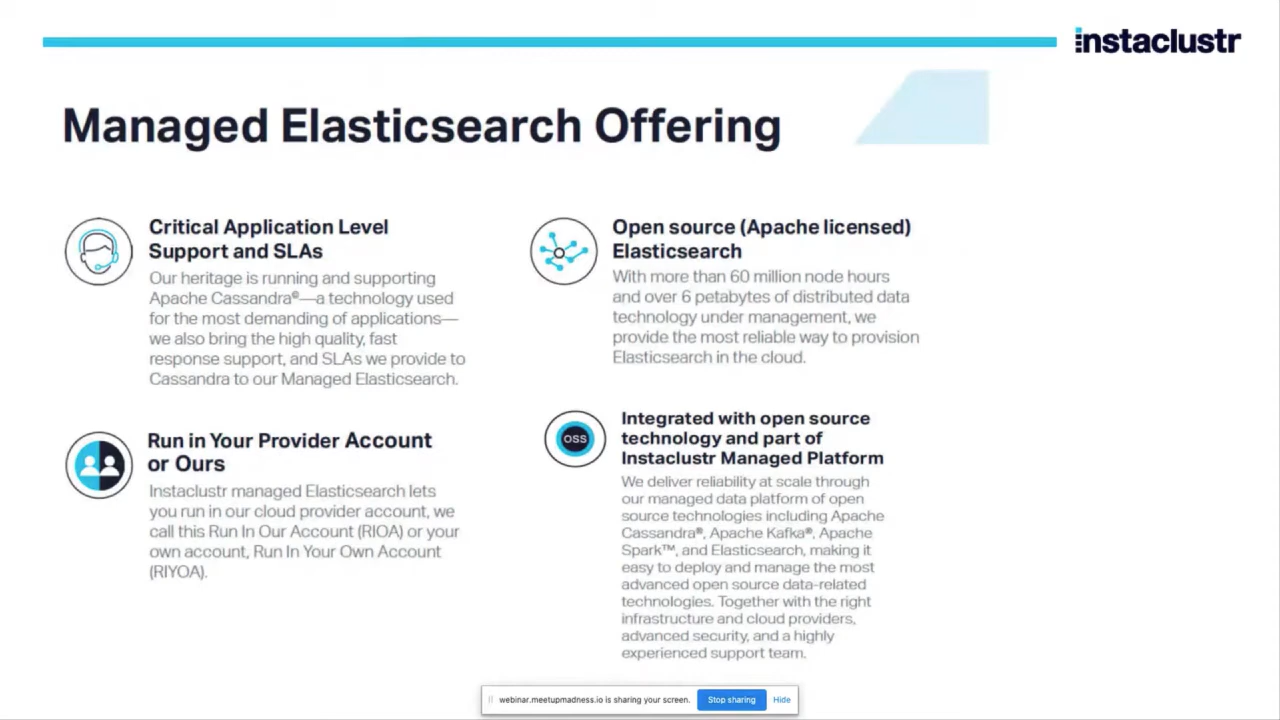 instaclustr
Managed Elasticsearch Offering
Critical Application Level
Support and SLAs
Our heritage is running and supporting
Apache Cassandra®—a technology used
for the most demanding of applications—
we also bring the high quality, fast
response support, and SLAs we provide to
Cassandra to our Managed Elasticsearch.
Run in Your Provider Account
or Ours
Instaclustr managed Elasticsearch lets
you run in our cloud provider account, we
call this Run In Our Account (RIOA) or your
own account, Run In Your Own Account
(RIYOA).
Open source (Apache licensed)
Elasticsearch
With more than 60 million node hours
and over 6 petabytes of distributed data
technology under management, we
provide the most reliable way to provision
Elasticsearch in the cloud.
OSS
Integrated with open source
technology and part of
Instaclustr Managed Platform
We deliver reliability at scale through
our managed data platform of open
source technologies including Apache
Cassandra®, Apache Kafka®, Apache
Spark™, and Elasticsearch, making it
easy to deploy and manage the most
advanced open source data-related
technologies. Together with the right
infrastructure and cloud providers,
advanced security, and a highly
experienced support team.
webinar.meetupmadness.io is sharing your screen. Stop sharing Hide